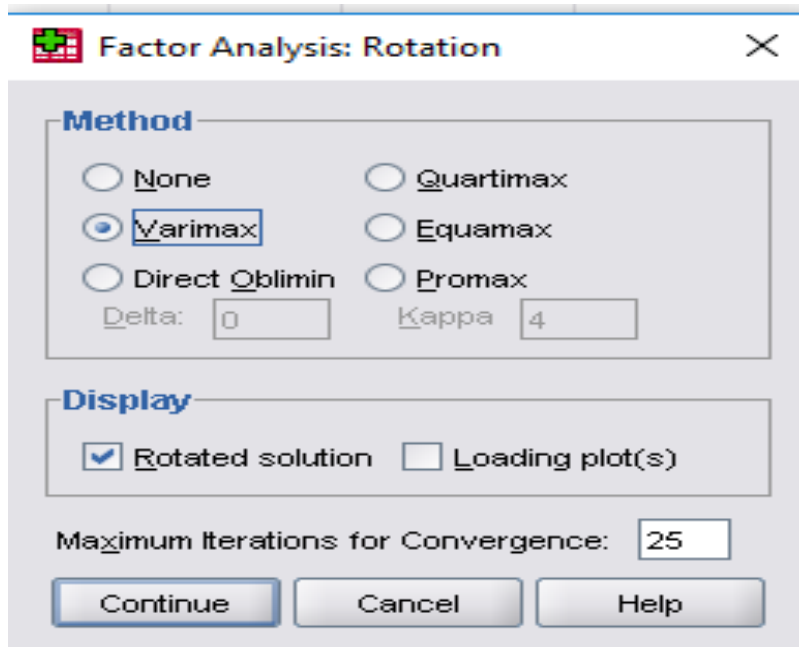 Factor Analysis: Rotation
Method
None Quartimax
Varimax Equamax
Direct Oblimin Promax
Delta: 0 Kappa 4
Display
Rotated solution Loading plot(s)
Maximum Iterations for Convergence: 25
Continue Cancel Help